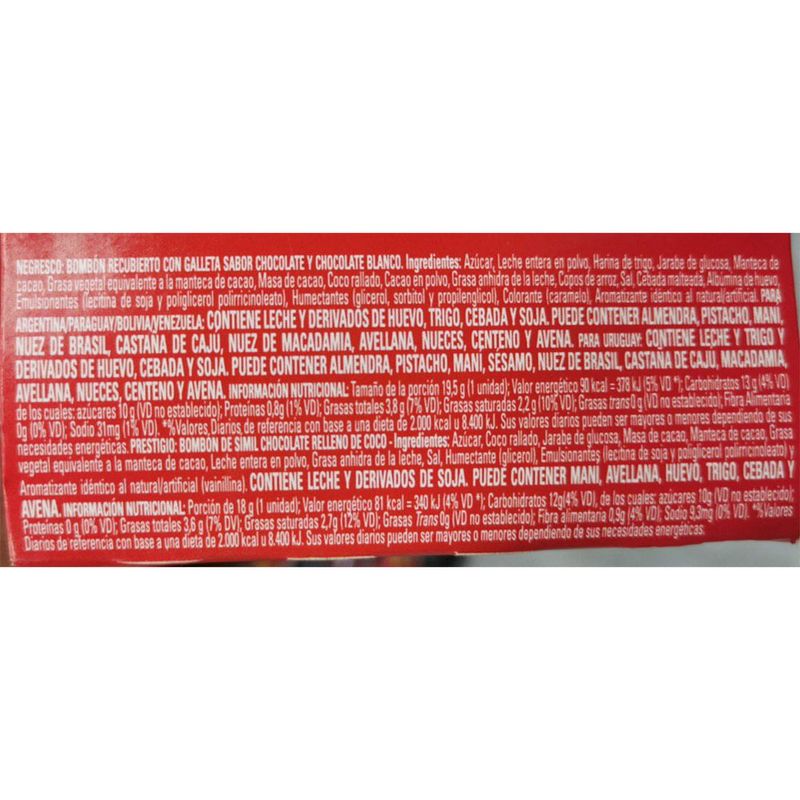 NEGRESCO: BOMBÓN RECUBIERTO CON GALLETA SABOR CHOCOLATE Y CHOCOLATE BLANCO. Ingredientes: Azúcar, Leche entera en polvo, Harina de trigo, Jarabe de glucosa, Manteca de
cacao, Grasa vegetal equivalente a la manteca de cacao, Masa de cacao, Coco rallado, Cacao en polvo, Grasa anhidra de la leche, Copos de arroz, Sal, Cebada malteada, Albúmina de huevo,
Emulsionantes (lecitina de soja y poliglicerol polirricinoleato), Humectantes (glicerol, sorbitol y propilenglicol), Colorante (caramelo), Aromatizante idéntico al natural/artificial. PARA
ARGENTINA/PARAGUAY/BOLIVIA/VENEZUELA: CONTIENE LECHE Y DERIVADOS DE HUEVO, TRIGO, CEBADA Y SOJA. PUEDE CONTENER ALMENDRA, PISTACHO, MANÍ,
NUEZ DE BRASIL, CASTAÑA DE CAJÚ, NUEZ DE MACADAMIA, AVELLANA, NUECES, CENTENO Y AVENA. PARA URUGUAY: CONTIENE LECHE Y TRIGO Y
DERIVADOS DE HUEVO, CEBADA Y SOJA. PUEDE CONTENER ALMENDRA, PISTACHO, MANÍ, SÉSAMO, NUEZ DE BRASIL, CASTAÑA DE CAJÚ, MACADAMIA,
AVELLANA, NUECES, CENTENO Y AVENA. INFORMACIÓN NUTRICIONAL: Tamaño de la porción 19,5 g (1 unidad); Valor energético 90 kcal = 378 kJ (5% VD *); Carbohidratos 13 g (4% VD)
de los cuales: azúcares 10 g (VD no establecido); Proteínas 0,8g (1% VD); Grasas totales 3,8 g (7% VD); Grasas saturadas 2,2 g (10% VD); Grasas trans 0 g (VD no establecido); Fibra Alimentaria
0g (0% VD); Sodio 31mg (1% VD). *%Valores Diarios de referencia con base a una dieta de 2.000 kcal u 8.400 kJ. Sus valores diarios pueden ser mayores o menores dependiendo de sus
necesidades energéticas. PRESTIGIO: BOMBÓN DE SIMIL CHOCOLATE RELLENO DE COCO - Ingredientes: Azúcar, Coco rallado, Jarabe de glucosa, Masa de cacao, Manteca de cacao, Grasa
vegetal equivalente a la manteca de cacao, Leche entera en polvo, Grasa anhidra de la leche, Sal, Humectante (glicerol), Emulsionantes (lecitina de soja y poliglicerol polirricinoleato) y
Aromatizante idéntico al natural/artificial (vainillina). CONTIENE LECHE Y DERIVADOS DE SOJA. PUEDE CONTENER MANÍ, AVELLANA, HUEVO, TRIGO, CEBADA Y
AVENA. INFORMACIÓN NUTRICIONAL: Porción de 18 g (1 unidad); Valor energético 81 kcal = 340 kJ (4% VD *); Carbohidratos 12g(4% VD), de los cuales: azúcares 10g (VD no establecido);
Proteínas 0 g (0% VD); Grasas totales 3,6 g (7% DV); Grasas saturadas 2,7g (12% VD); Grasas Trans 0g (VD no establecido); Fibra alimentaria 0,9g (4% VD); Sodio 9,3mg (0% VD). *%Valores
Diarios de referencia con base a una dieta de 2.000 kcal u 8.400 kJ. Sus valores diarios pueden ser mayores o menores dependiendo de sus necesidades energéticas.